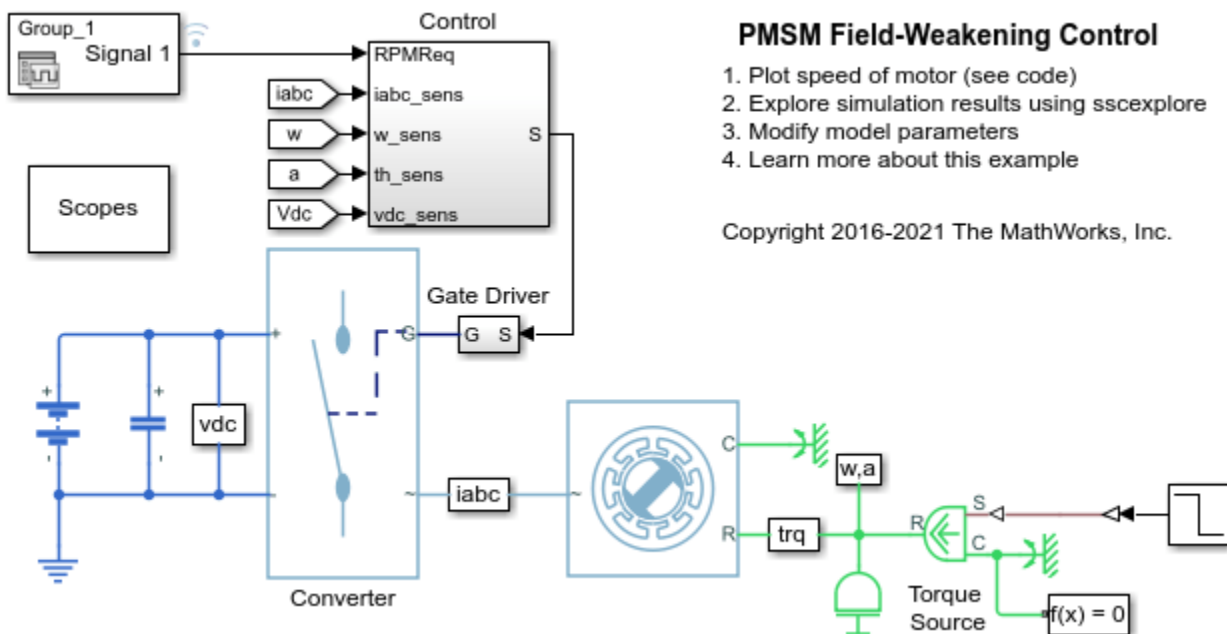 Group_1
Signal 1
Control
RPMReq
iabc
iabc_sens
w
w_sens
S
a
th_sens
Vdc
vdc_sens
Scopes
PMSM Field-Weakening Control
1. Plot speed of motor (see code)
2. Explore simulation results using sscexplore
3. Modify model parameters
4. Learn more about this example
Copyright 2016-2021 The MathWorks, Inc.
Gate Driver
+
G
G S
+
+
vdc
-
-
-
~
iabc
~
Converter
C
R
trq
w,a
R
S
C
Torque
Source
f(x) = 0